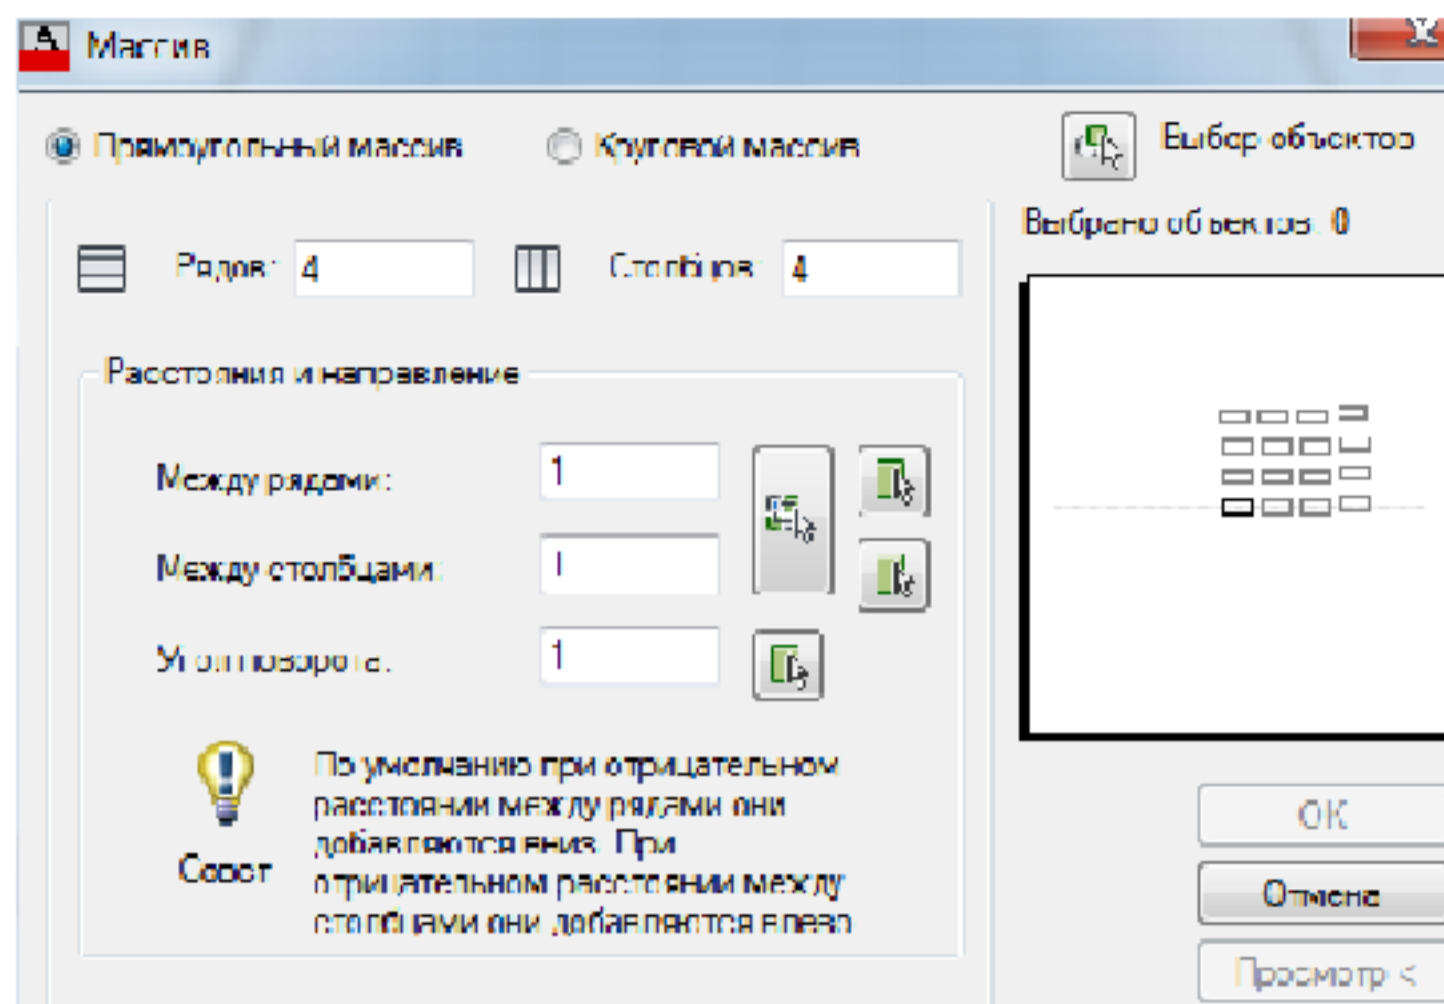 Массив
Прямоугольный массив
Круговой массив
Выбор объектов
Выбрано объектов: 0
Рядов: 4
Столбцов: 4
Расстояния и направление
Между рядами: 1
Между столбцами: 1
Угол поворота: 1
По умолчанию при отрицательном
расстоянии между рядами они
добавляются вниз. При
отрицательном расстоянии между
столбцами они добавляются влево
Совет
ОК
Отмена
Просмотр <